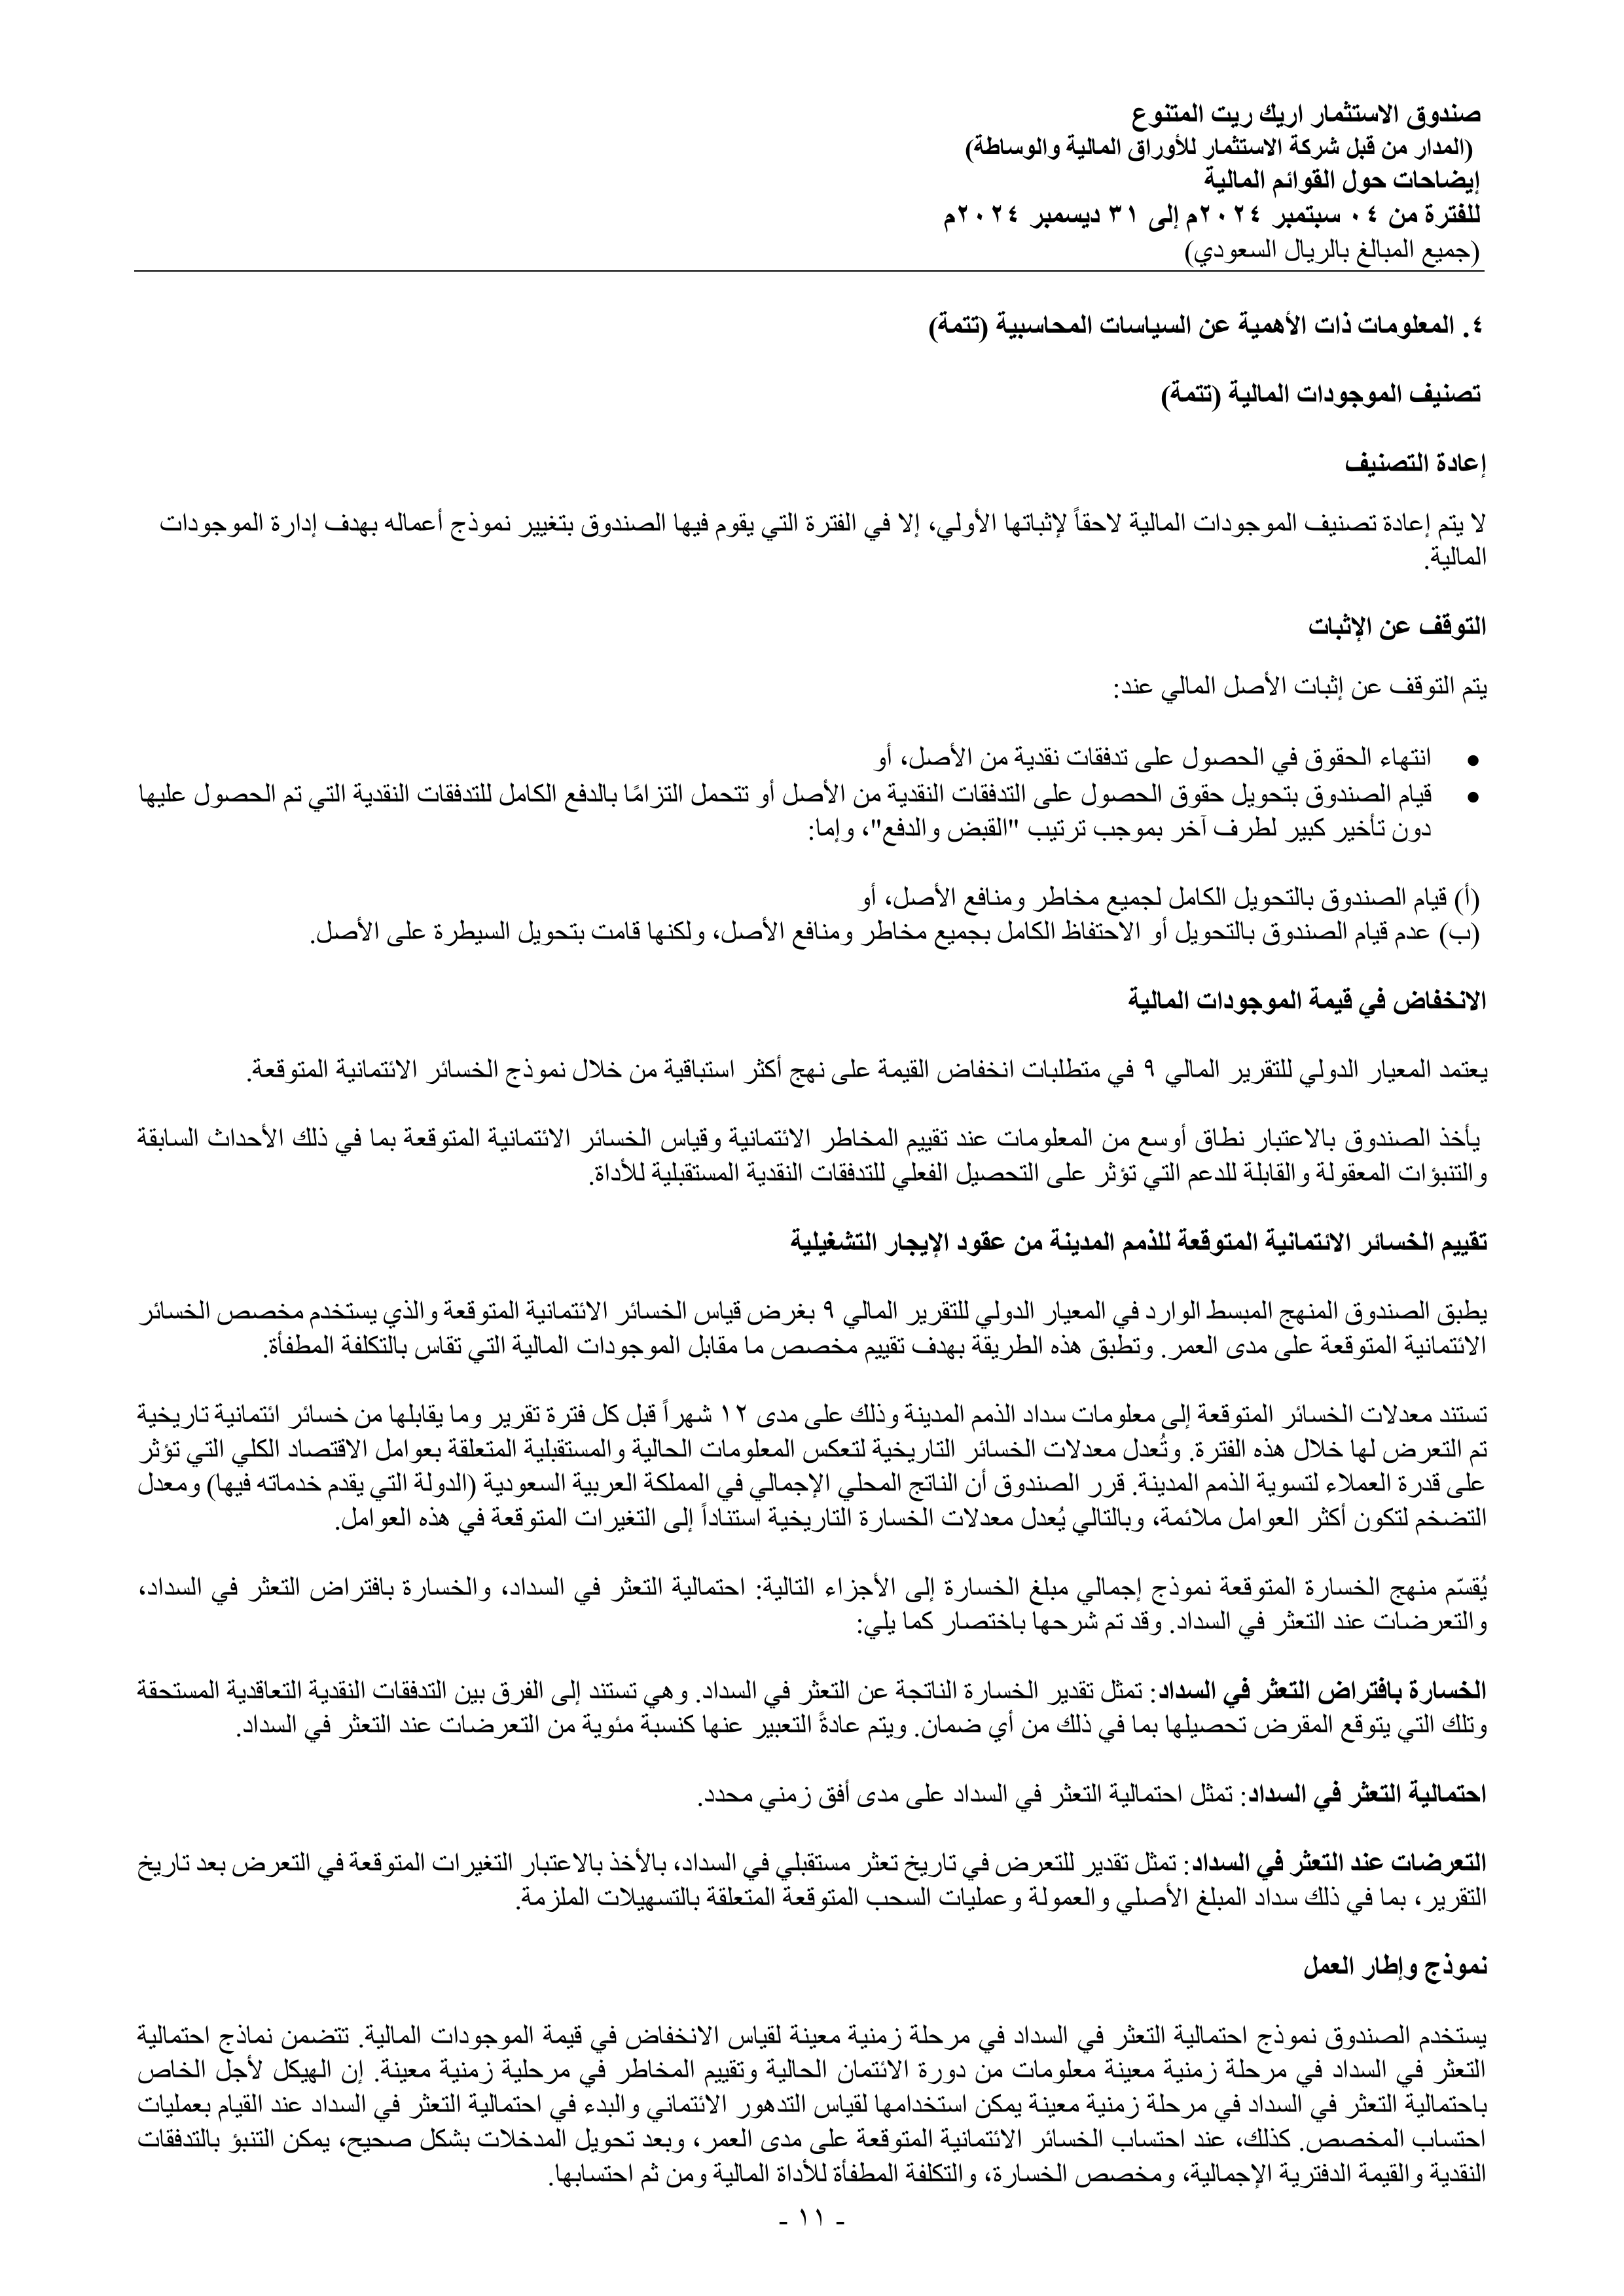 صندوق الاستثمار اريك ريت المتنوع
(المدار من قبل شركة الاستثمار للأوراق المالية والوساطة)
إيضاحات حول القوائم المالية
للفترة من ٠٤ سبتمبر ٢٠٢٤م إلى ٣١ ديسمبر ٢٠٢٤م
(جميع المبالغ بالريال السعودي)
٤. المعلومات ذات الأهمية عن السياسات المحاسبية (تتمة)
تصنيف الموجودات المالية (تتمة)
إعادة التصنيف
لا يتم إعادة تصنيف الموجودات المالية لاحقاً لإثباتها الأولي، إلا في الفترة التي يقوم فيها الصندوق بتغيير نموذج أعماله بهدف إدارة الموجودات
المالية.
التوقف عن الإثبات
يتم التوقف عن إثبات الأصل المالي عند:
• انتهاء الحقوق في الحصول على تدفقات نقدية من الأصل، أو
• قيام الصندوق بتحويل حقوق الحصول على التدفقات النقدية من الأصل أو تتحمل التزامًا بالدفع الكامل للتدفقات النقدية التي تم الحصول عليها
دون تأخير كبير لطرف آخر بموجب ترتيب "القبض والدفع"، وإما:
(أ) قيام الصندوق بالتحويل الكامل لجميع مخاطر ومنافع الأصل، أو
(ب) عدم قيام الصندوق بالتحويل أو الاحتفاظ الكامل بجميع مخاطر ومنافع الأصل، ولكنها قامت بتحويل السيطرة على الأصل.
الانخفاض في قيمة الموجودات المالية
يعتمد المعيار الدولي للتقرير المالي ٩ في متطلبات انخفاض القيمة على نهج أكثر استباقية من خلال نموذج الخسائر الائتمانية المتوقعة.
يأخذ الصندوق بالاعتبار نطاق أوسع من المعلومات عند تقييم المخاطر الائتمانية وقياس الخسائر الائتمانية المتوقعة بما في ذلك الأحداث السابقة
والتنبؤات المعقولة والقابلة للدعم التي تؤثر على التحصيل الفعلي للتدفقات النقدية المستقبلية للأداة.
تقييم الخسائر الائتمانية المتوقعة للذمم المدينة من عقود الإيجار التشغيلية
يطبق الصندوق المنهج المبسط الوارد في المعيار الدولي للتقرير المالي ٩ بغرض قياس الخسائر الائتمانية المتوقعة والذي يستخدم مخصص الخسائر
الائتمانية المتوقعة على مدى العمر. وتطبق هذه الطريقة بهدف تقييم مخصص ما مقابل الموجودات المالية التي تقاس بالتكلفة المطفأة.
تستند معدلات الخسائر المتوقعة إلى معلومات سداد الذمم المدينة وذلك على مدى ١٢ شهراً قبل كل فترة تقرير وما يقابلها من خسائر ائتمانية تاريخية
تم التعرض لها خلال هذه الفترة. وتُعدل معدلات الخسائر التاريخية لتعكس المعلومات الحالية والمستقبلية المتعلقة بعوامل الاقتصاد الكلي التي تؤثر
على قدرة العملاء لتسوية الذمم المدينة. قرر الصندوق أن الناتج المحلي الإجمالي في المملكة العربية السعودية (الدولة التي يقدم خدماته فيها) ومعدل
التضخم لتكون أكثر العوامل ملائمة، وبالتالي يُعدل معدلات الخسارة التاريخية استناداً إلى التغيرات المتوقعة في هذه العوامل.
يُقسّم منهج الخسارة المتوقعة نموذج إجمالي مبلغ الخسارة إلى الأجزاء التالية: احتمالية التعثر في السداد، والخسارة بافتراض التعثر في السداد،
والتعرضات عند التعثر في السداد. وقد تم شرحها باختصار كما يلي:
الخسارة بافتراض التعثر في السداد: تمثل تقدير الخسارة الناتجة عن التعثر في السداد. وهي تستند إلى الفرق بين التدفقات النقدية التعاقدية المستحقة
وتلك التي يتوقع المقرض تحصيلها بما في ذلك من أي ضمان. ويتم عادةً التعبير عنها كنسبة مئوية من التعرضات عند التعثر في السداد.
احتمالية التعثر في السداد: تمثل احتمالية التعثر في السداد على مدى أفق زمني محدد.
التعرضات عند التعثر في السداد: تمثل تقدير للتعرض في تاريخ تعثر مستقبلي في السداد، بالأخذ بالاعتبار التغيرات المتوقعة في التعرض بعد تاريخ
التقرير، بما في ذلك سداد المبلغ الأصلي والعمولة وعمليات السحب المتوقعة المتعلقة بالتسهيلات الملزمة.
نموذج وإطار العمل
يستخدم الصندوق نموذج احتمالية التعثر في السداد في مرحلة زمنية معينة لقياس الانخفاض في قيمة الموجودات المالية. تتضمن نماذج احتمالية
التعثر في السداد في مرحلة زمنية معينة معلومات من دورة الائتمان الحالية وتقييم المخاطر في مرحلية زمنية معينة. إن الهيكل لأجل الخاص
باحتمالية التعثر في السداد في مرحلة زمنية معينة يمكن استخدامها لقياس التدهور الائتماني والبدء في احتمالية التعثر في السداد عند القيام بعمليات
احتساب المخصص. كذلك، عند احتساب الخسائر الائتمانية المتوقعة على مدى العمر، وبعد تحويل المدخلات بشكل صحيح، يمكن التنبؤ بالتدفقات
النقدية والقيمة الدفترية الإجمالية، ومخصص الخسارة، والتكلفة المطفأة للأداة المالية ومن ثم احتسابها.
- ١١ -